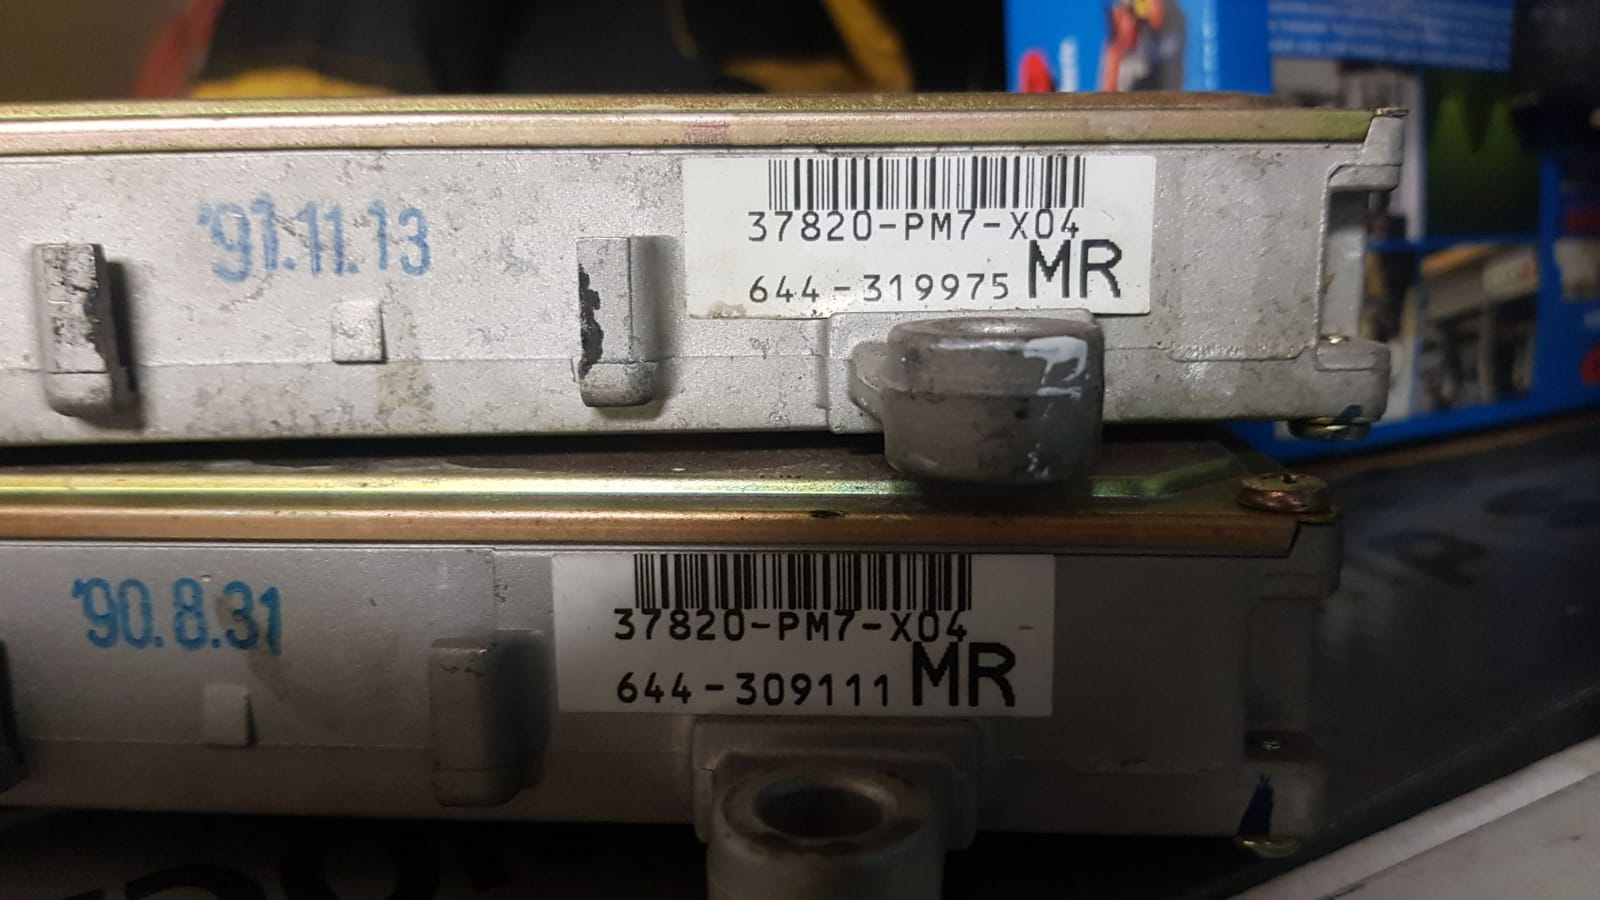 '91.11.13
37820-PM7-X04
644-319975 MR
'90.8.31
37820-PM7-X04
644-309111 MR